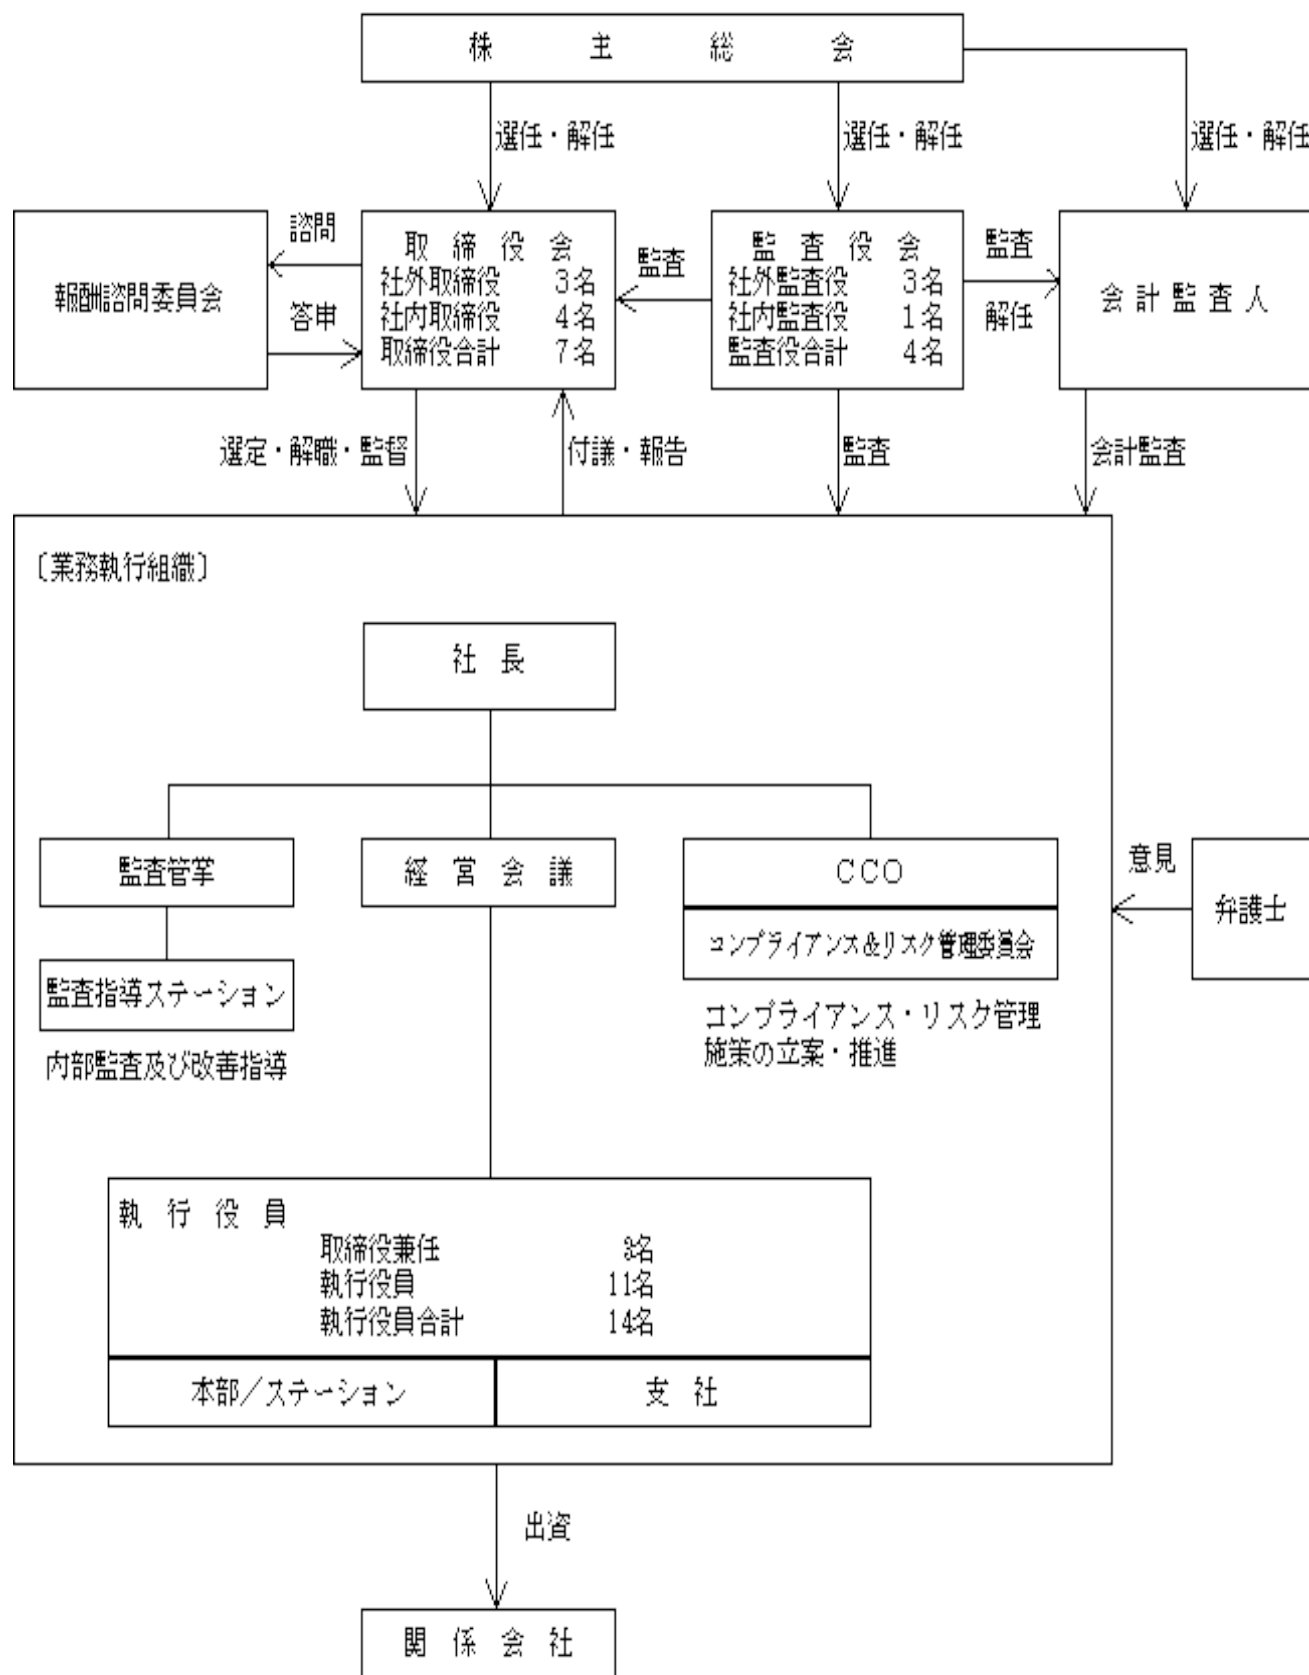 株主総会
選任・解任
選任・解任
選任・解任
報酬諮問委員会
諮問
答申
取締役会
社外取締役 3名
社内取締役 4名
取締役合計 7名
監査
監査役会
社外監査役 3名
社内監査役 1名
監査役合計 4名
監査
解任
会計監査人
選定・解職・監督
付議・報告
監査
会計監査
〔業務執行組織〕
社長
監査管掌
経営会議
CCO
コンプライアンス&リスク管理委員会
監査指導ステーション
内部監査及び改善指導
コンプライアンス・リスク管理
施策の立案・推進
意見
弁護士
執行役員
取締役兼任 3名
執行役員 11名
執行役員合計 14名
本部/ステーション
支社
出資
関係会社